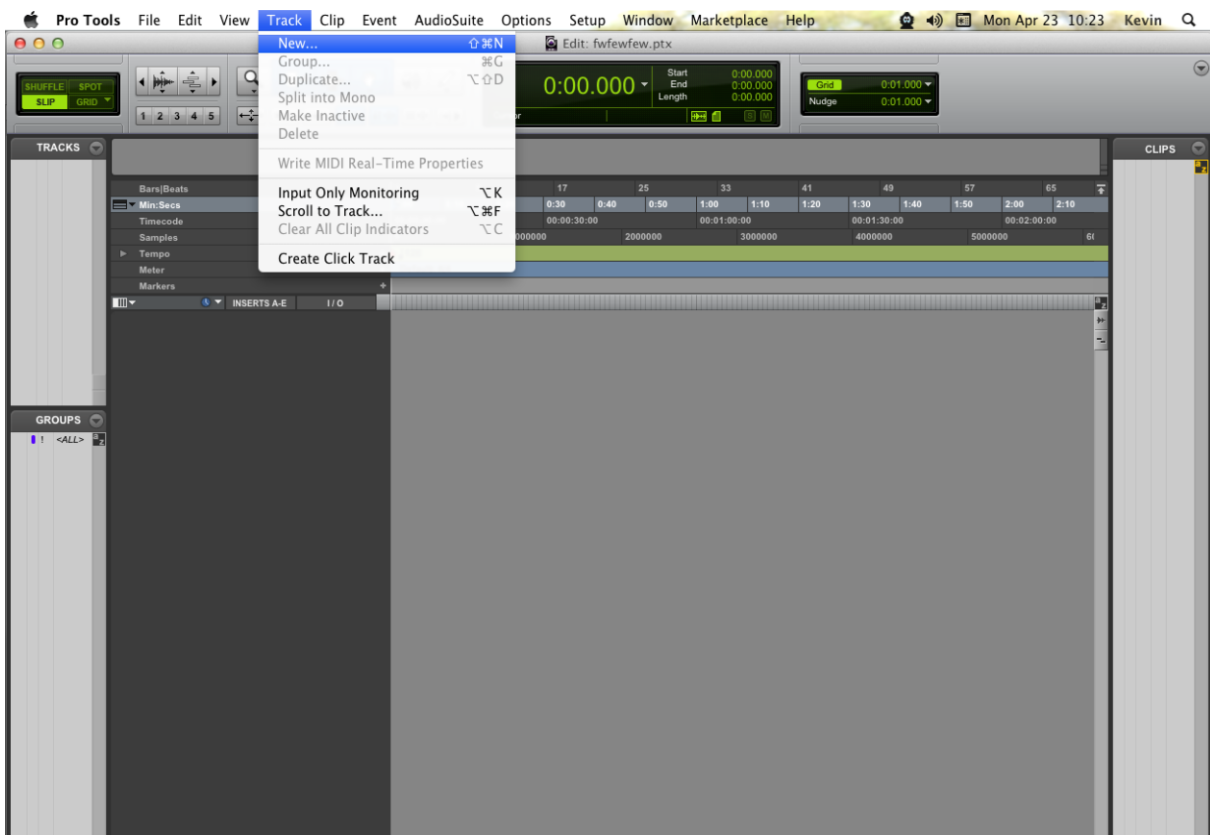 Pro Tools File Edit View Track Clip Event AudioSuite Options Setup Window Marketplace Help Mon Apr 23 10:23 Kevin
Edit: fwfewfew.ptx
New... ⇧⌘N
Group... ⌘G
Duplicate... ⌥⇧D
Split into Mono
Make Inactive
Delete
Write MIDI Real-Time Properties
Input Only Monitoring ⌥K
Scroll to Track... ⌥⌘F
Clear All Clip Indicators ⌥C
Create Click Track
SHUFFLE SPOT
SLIP GRID
1 2 3 4 5
0:00.000
Start 0:00.000
End 0:00.000
Length 0:00.000
Grid 0:01.000
Nudge 0:01.000
TRACKS
CLIPS
Bars|Beats 17 25 33 41 49 57 65
Min:Secs 0:30 0:40 0:50 1:00 1:10 1:20 1:30 1:40 1:50 2:00 2:10
Timecode 00:00:30:00 00:01:00:00 00:01:30:00 00:02:00:00
Samples 2000000 3000000 4000000 5000000
Tempo
Meter
Markers
INSERTS A-E I / O
GROUPS
! <ALL>